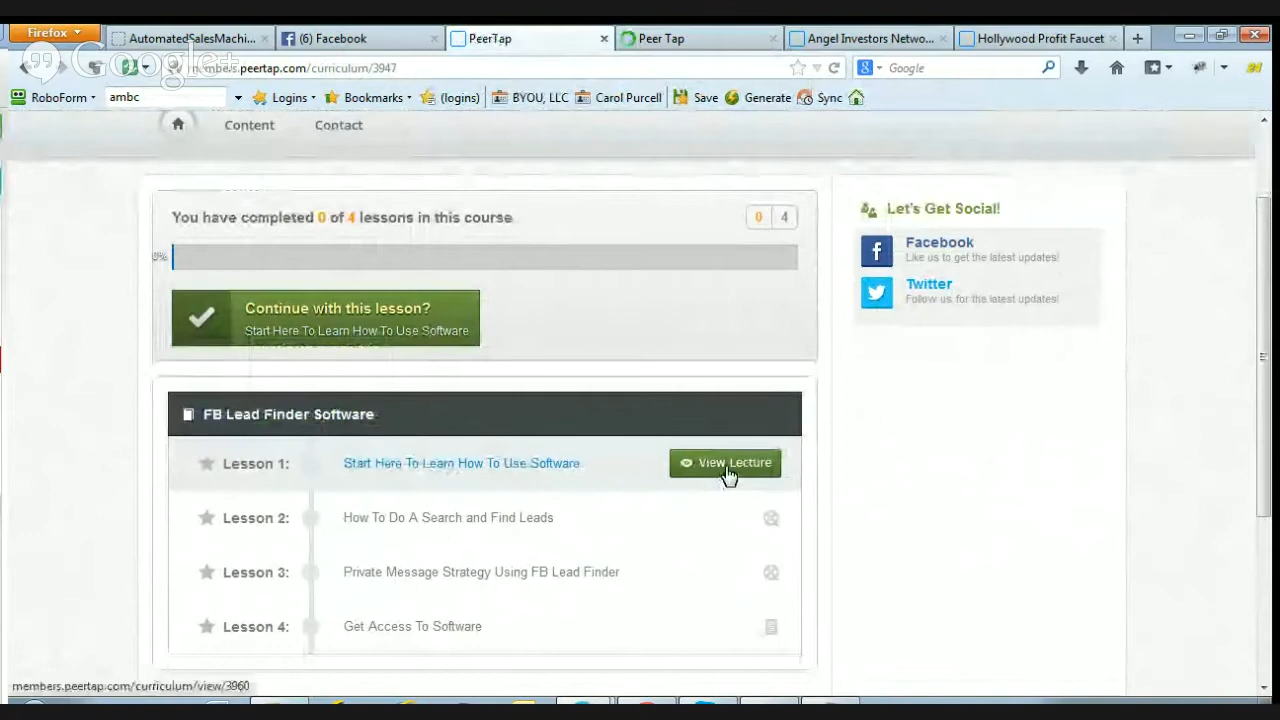 Firefox
AutomatedSalesMachi...
(6) Facebook
PeerTap
Peer Tap
Angel Investors Netwo...
Hollywood Profit Faucet
Google+
members.peertap.com/curriculum/3947
Google
RoboForm
ambc
Logins
Bookmarks
(logins)
BYOU, LLC
Carol Purcell
Save
Generate
Sync
Content
Contact
You have completed 0 of 4 lessons in this course
0 4
0%
Continue with this lesson?
Start Here To Learn How To Use Software
Let's Get Social!
Facebook
Like us to get the latest updates!
Twitter
Follow us for the latest updates!
FB Lead Finder Software
Lesson 1: Start Here To Learn How To Use Software View Lecture
Lesson 2: How To Do A Search and Find Leads
Lesson 3: Private Message Strategy Using FB Lead Finder
Lesson 4: Get Access To Software
members.peertap.com/curriculum/view/3960